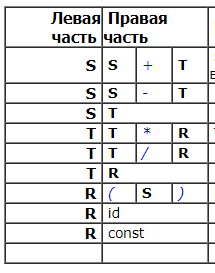 Левая часть Правая часть
S S + T
S S - T
S T
T T * R
T T / R
T R
R ( S )
R id
R const